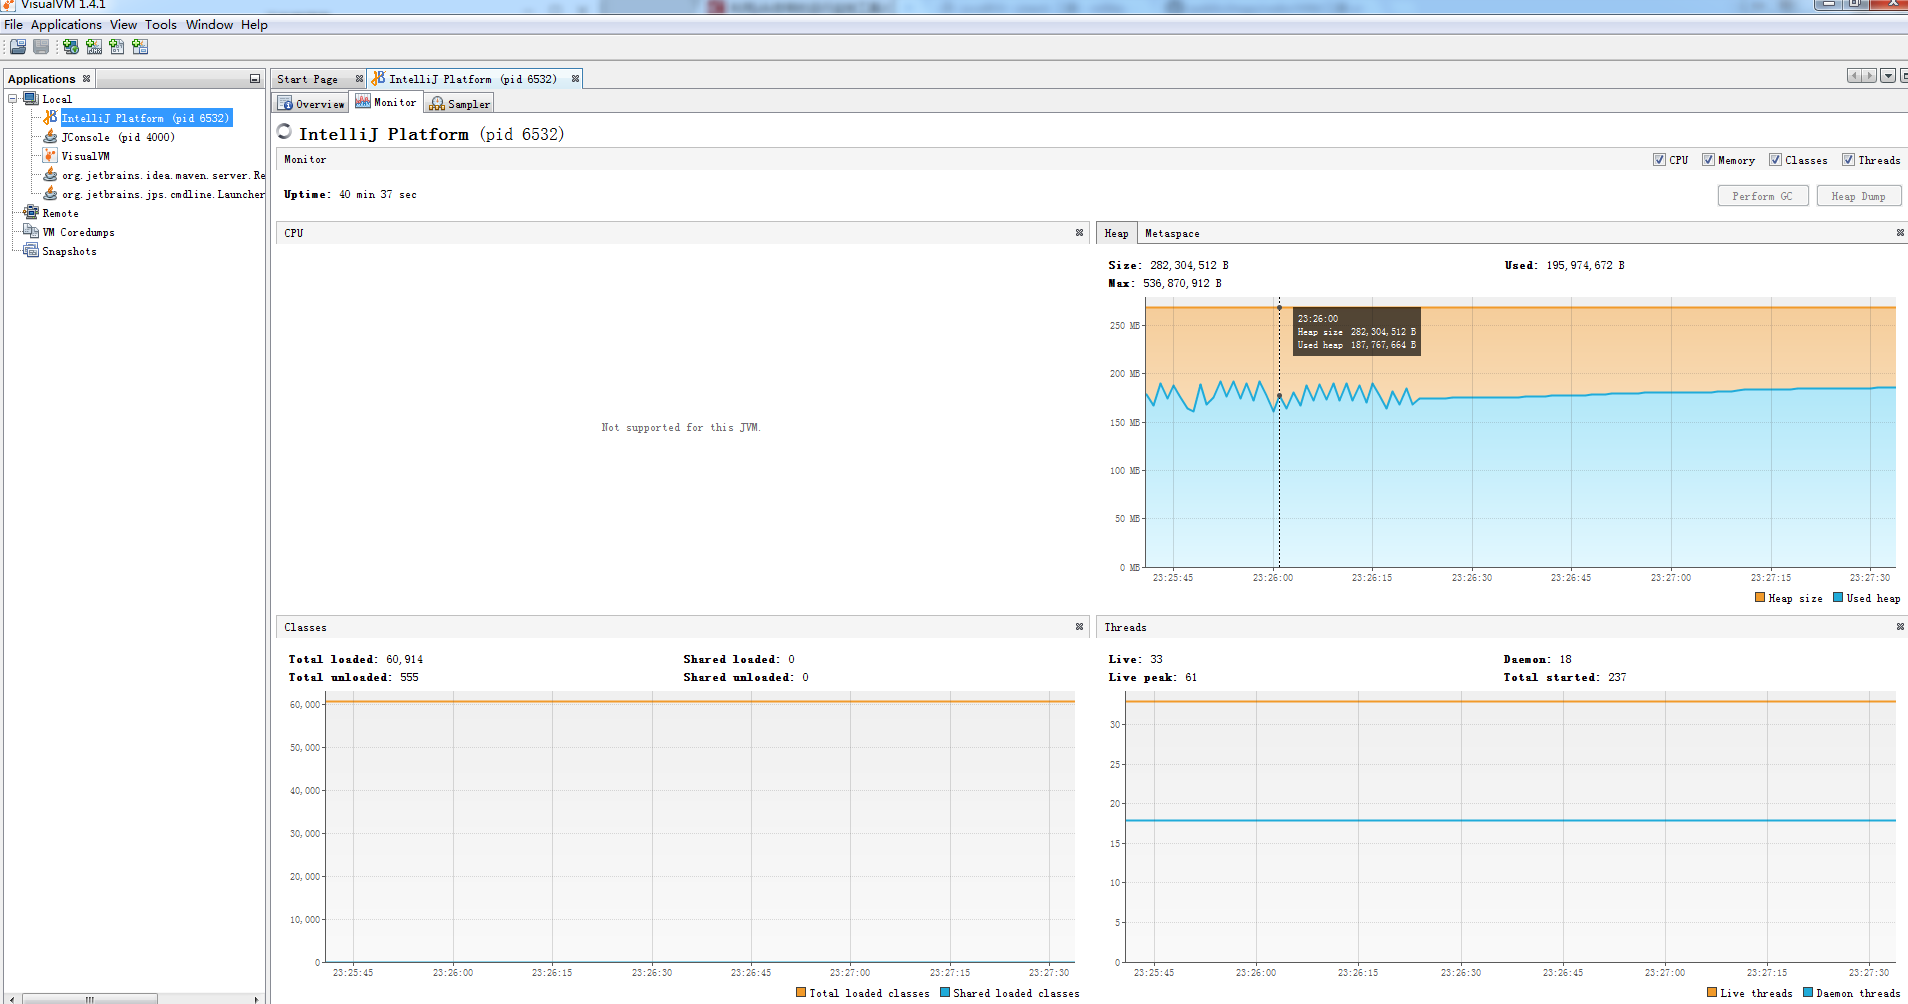 VisualVM 1.4.1
File Applications View Tools Window Help
Applications
Start Page
IntelliJ Platform (pid 6532)
Local
IntelliJ Platform (pid 6532)
JConsole (pid 4000)
VisualVM
org.jetbrains.idea.maven.server.Re
org.jetbrains.jps.cmdline.Launcher
Remote
VM Coredumps
Snapshots
Overview
Monitor
Sampler
IntelliJ Platform (pid 6532)
Monitor
CPU
Memory
Classes
Threads
Uptime: 40 min 37 sec
Perform GC
Heap Dump
CPU
Not supported for this JVM.
Heap
Metaspace
Size: 282,304,512 B
Used: 195,974,672 B
Max: 536,870,912 B
23:26:00
Heap size 282,304,512 B
Used heap 187,767,664 B
250 MB
200 MB
150 MB
100 MB
50 MB
0 MB
23:25:45 23:26:00 23:26:15 23:26:30 23:26:45 23:27:00 23:27:15 23:27:30
Heap size
Used heap
Classes
Total loaded: 60,914
Shared loaded: 0
Total unloaded: 555
Shared unloaded: 0
60,000
50,000
40,000
30,000
20,000
10,000
0
23:25:45 23:26:00 23:26:15 23:26:30 23:26:45 23:27:00 23:27:15 23:27:30
Total loaded classes
Shared loaded classes
Threads
Live: 33
Daemon: 18
Live peak: 61
Total started: 237
30
25
20
15
10
5
0
23:25:45 23:26:00 23:26:15 23:26:30 23:26:45 23:27:00 23:27:15 23:27:30
Live threads
Daemon threads